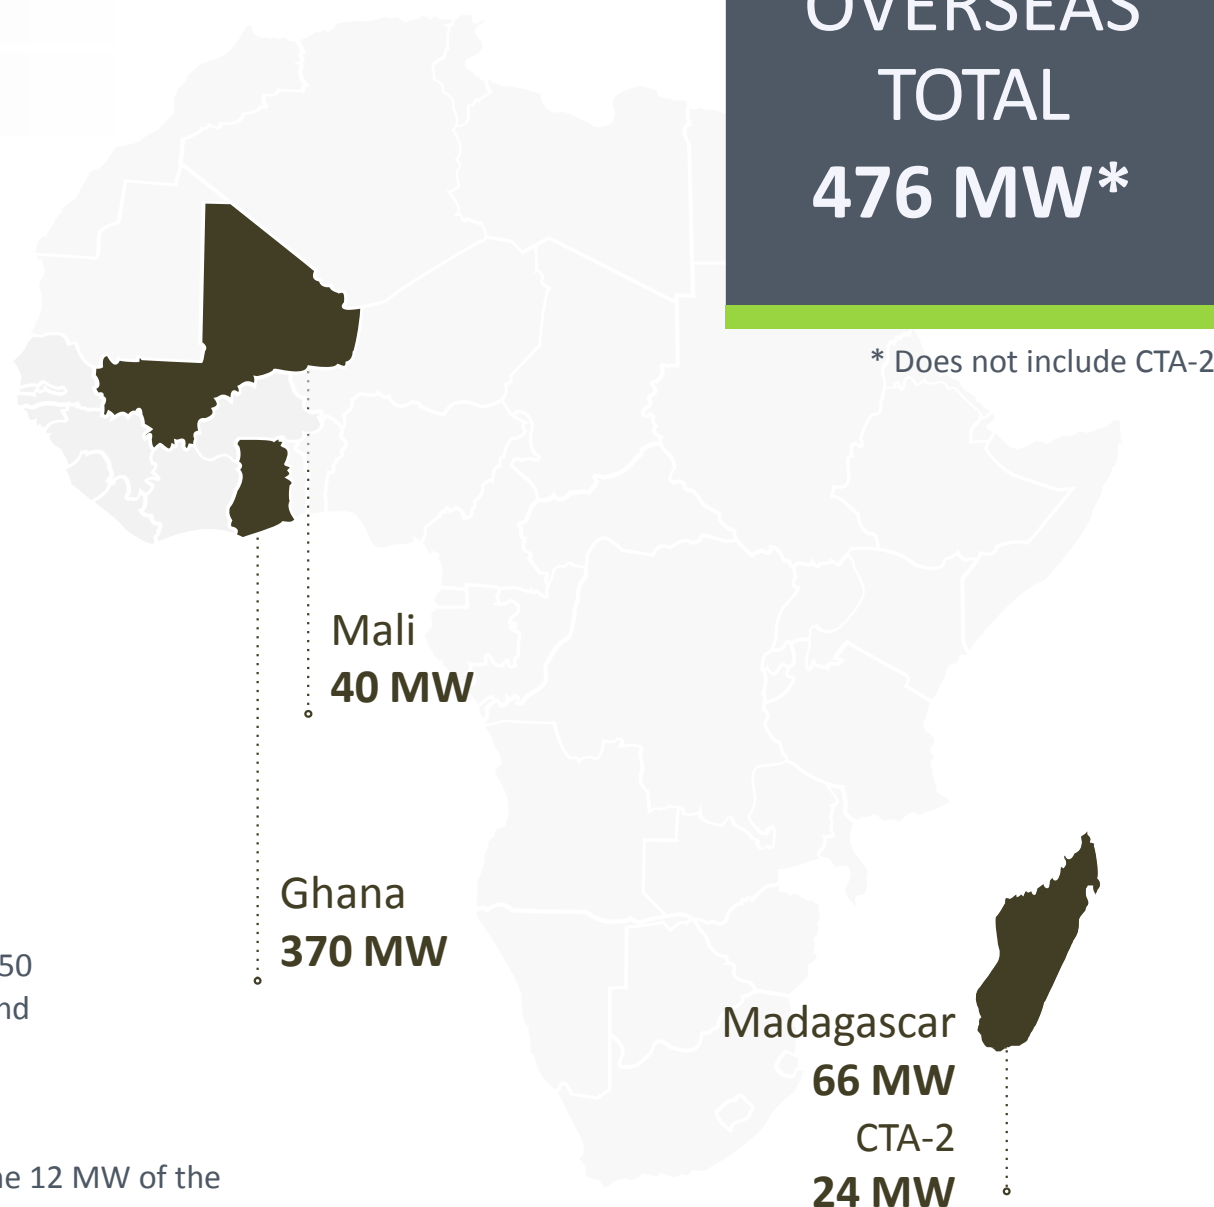 OVERSEAS
TOTAL
476 MW*
* Does not include CTA-2
Mali
40 MW
Ghana
370 MW
50
nd
Madagascar
66 MW
CTA-2
24 MW
ne 12 MW of the